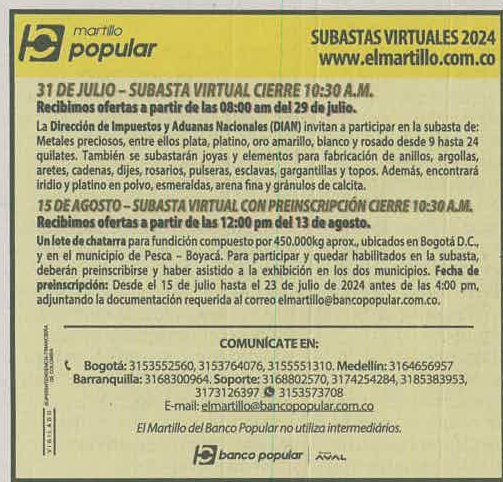 martillo
popular
SUBASTAS VIRTUALES 2024
www.elmartillo.com.co
31 DE JULIO – SUBASTA VIRTUAL CIERRE 10:30 A.M.
Recibimos ofertas a partir de las 08:00 am del 29 de julio.
La Dirección de Impuestos y Aduanas Nacionales (DIAN) invitan a participar en la subasta de:
Metales preciosos, entre ellos plata, platino, oro amarillo, blanco y rosado desde 9 hasta 24
quilates. También se subastarán joyas y elementos para fabricación de anillos, argollas,
aretes, cadenas, dijes, rosarios, pulseras, esclavas, gargantillas y topos. Además, encontrará
iridio y platino en polvo, esmeraldas, arena fina y gránulos de calcita.
15 DE AGOSTO – SUBASTA VIRTUAL CON PREINSCRIPCIÓN CIERRE 10:30 A.M.
Recibimos ofertas a partir de las 12:00 pm del 13 de agosto.
Un lote de chatarra para fundición compuesto por 450.000kg aprox., ubicados en Bogotá D.C.,
y en el municipio de Pesca – Boyacá. Para participar y quedar habilitados en la subasta,
deberán preinscribirse y haber asistido a la exhibición en los dos municipios. Fecha de
preinscripción: Desde el 15 de julio hasta el 23 de julio de 2024 antes de las 4:00 pm,
adjuntando la documentación requerida al correo elmartillo@bancopopular.com.co.
COMUNÍCATE EN:
Bogotá: 3153552560, 3153764076, 3155551310. Medellín: 3164656957
Barranquilla: 3168300964. Soporte: 3168802570, 3174254284, 3185383953,
3173126397 3153573708
E-mail: elmartillo@bancopopular.com.co
El Martillo del Banco Popular no utiliza intermediarios.
banco popular
AVAL
VIGILADO
SUPERINTENDENCIA FINANCIERA
DE COLOMBIA